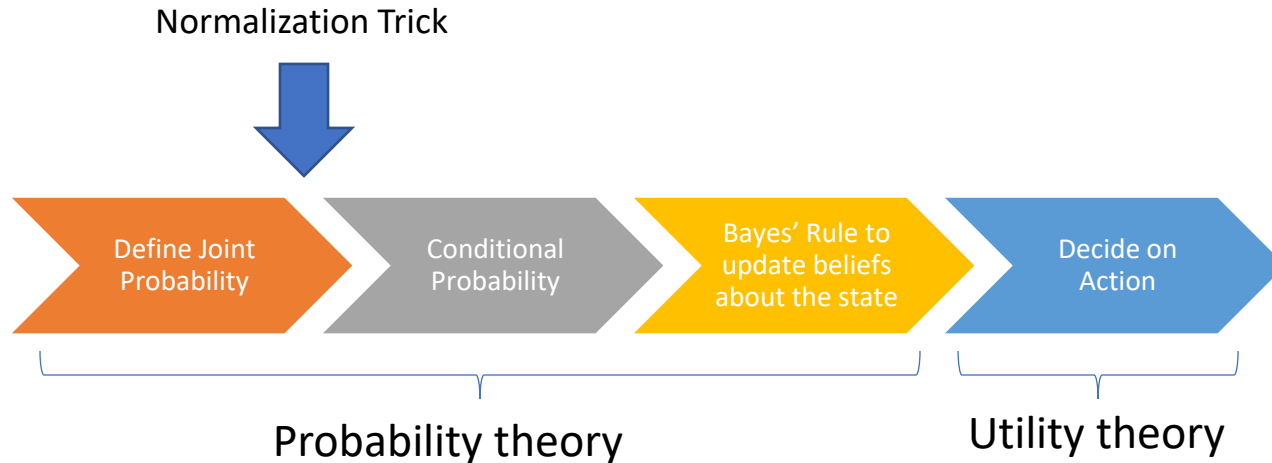 Normalization Trick
Define Joint
Probability
Conditional
Probability
Bayes’ Rule to
update beliefs
about the state
Decide on
Action
Probability theory
Utility theory